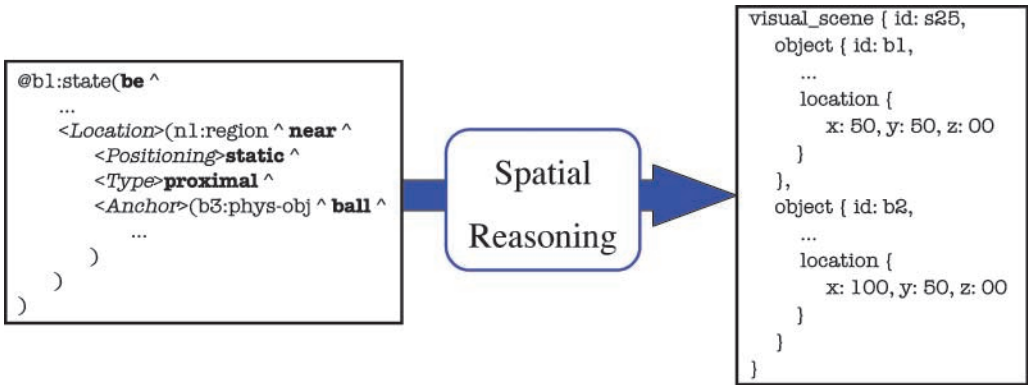 @b1:state(be ^
...
<Location>(n1:region ^ near ^
<Positioning>static ^
<Type>proximal ^
<Anchor>(b3:phys-obj ^ ball ^
...
)
)
)
Spatial
Reasoning
visual_scene { id: s25,
object { id: b1,
...
location {
x: 50, y: 50, z: 00
}
},
object { id: b2,
...
location {
x: 100, y: 50, z: 00
}
}
}